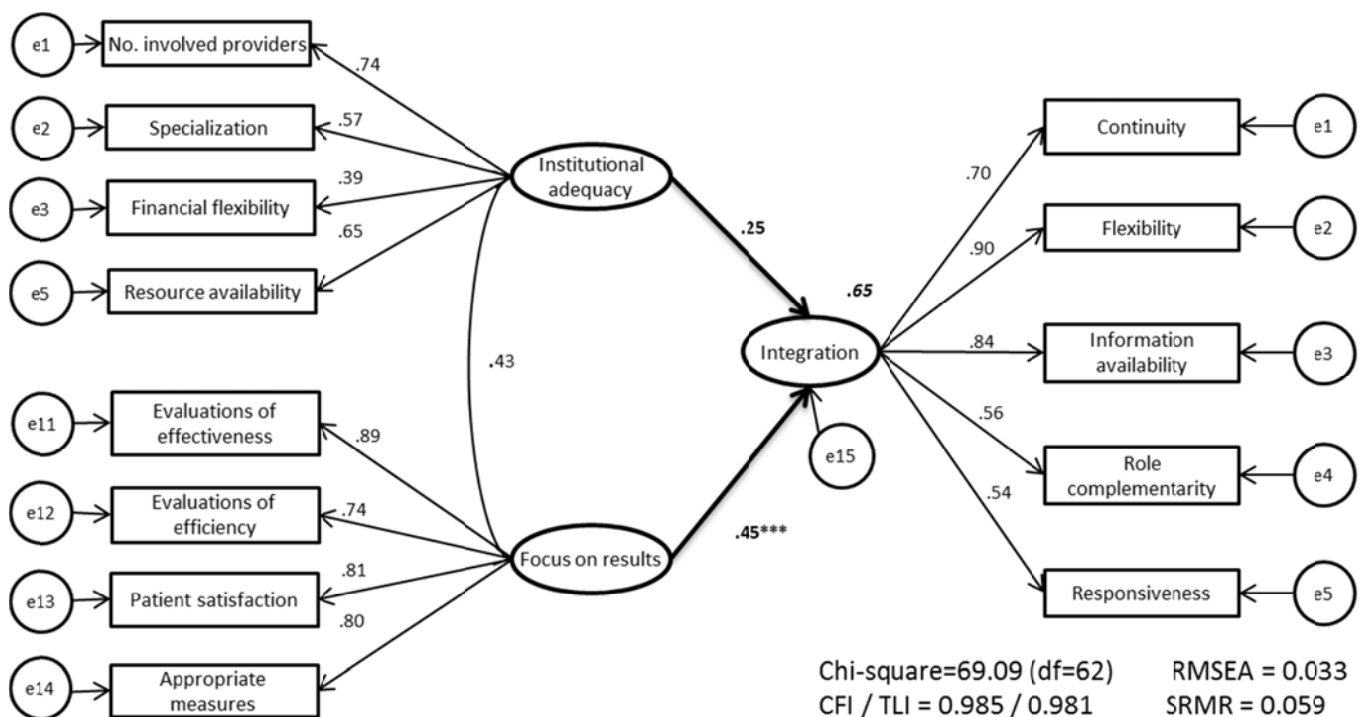 e1
No. involved providers
.74
e2
Specialization
.57
e3
Financial flexibility
.39
e5
Resource availability
.65
Institutional
adequacy
.43
e11
Evaluations of
effectiveness
.89
e12
Evaluations of
efficiency
.74
e13
Patient satisfaction
.81
e14
Appropriate
measures
.80
Focus on results
.25
.65
Integration
.45***
e15
.70
Continuity
e1
.90
Flexibility
e2
.84
Information
availability
e3
.56
Role
complementarity
e4
.54
Responsiveness
e5
Chi-square=69.09 (df=62) RMSEA = 0.033
CFI / TLI = 0.985 / 0.981 SRMR = 0.059